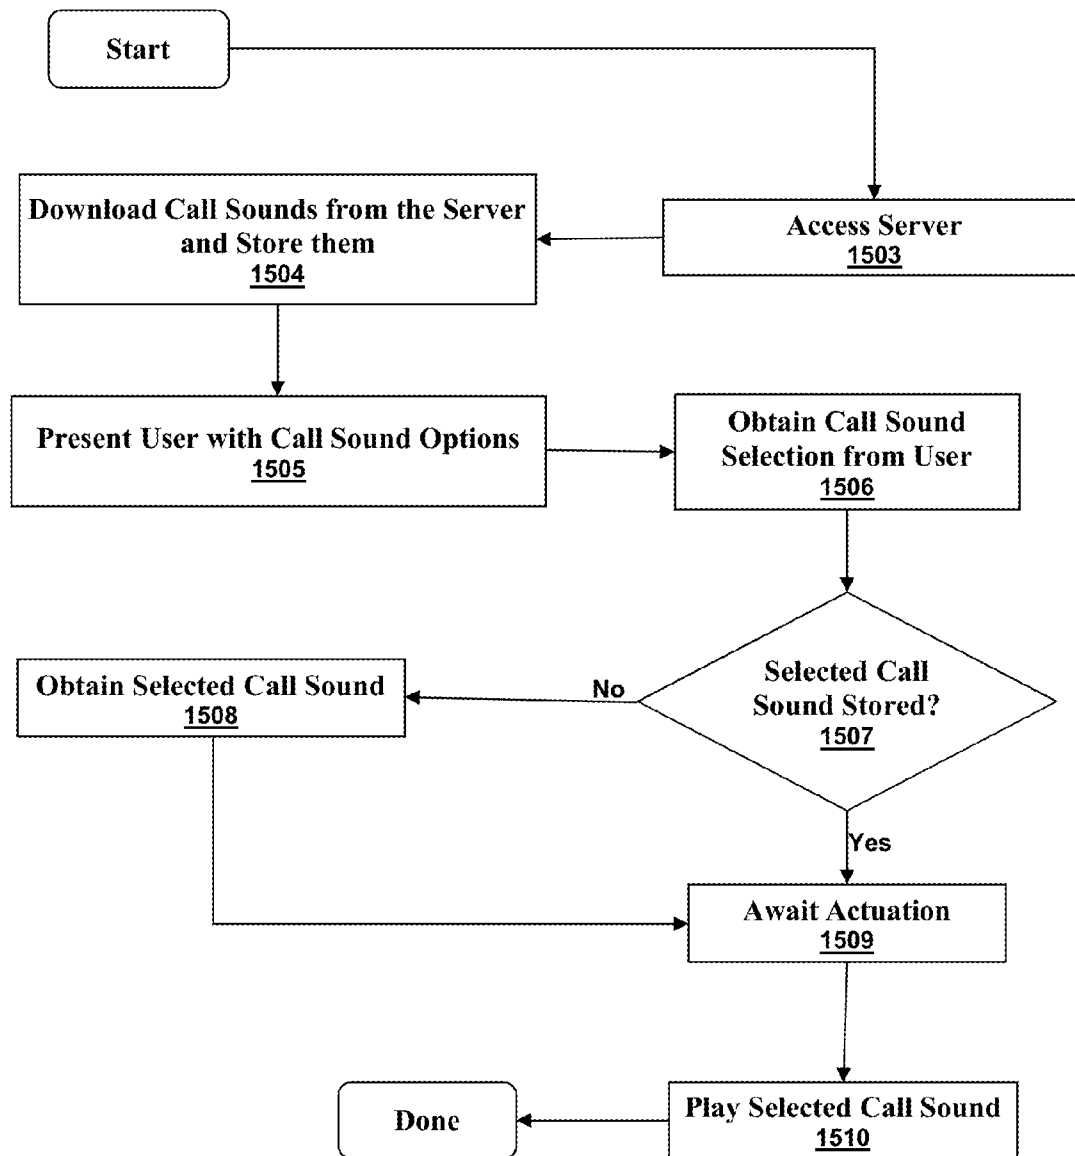 Start
Access Server
1503
Download Call Sounds from the Server
and Store them
1504
Present User with Call Sound Options
1505
Obtain Call Sound
Selection from User
1506
Selected Call
Sound Stored?
1507
No
Obtain Selected Call Sound
1508
Yes
Await Actuation
1509
Play Selected Call Sound
1510
Done